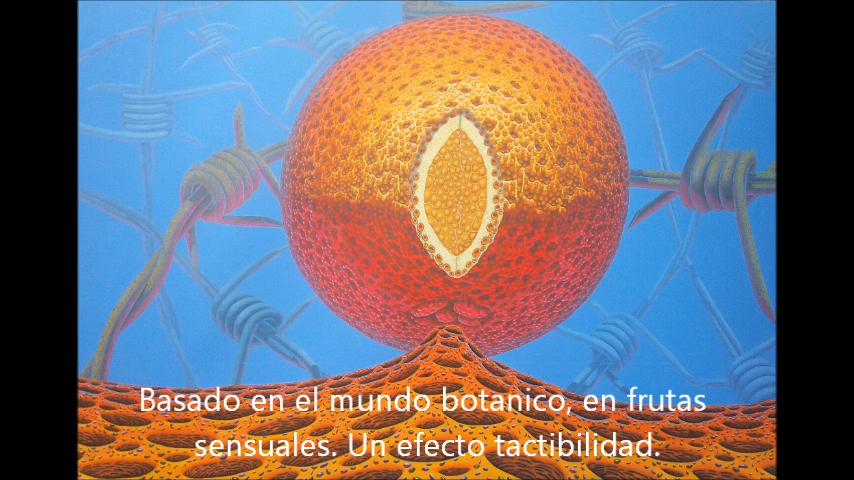 Basado en el mundo botanico, en frutas
sensuales. Un efecto tactibilidad.